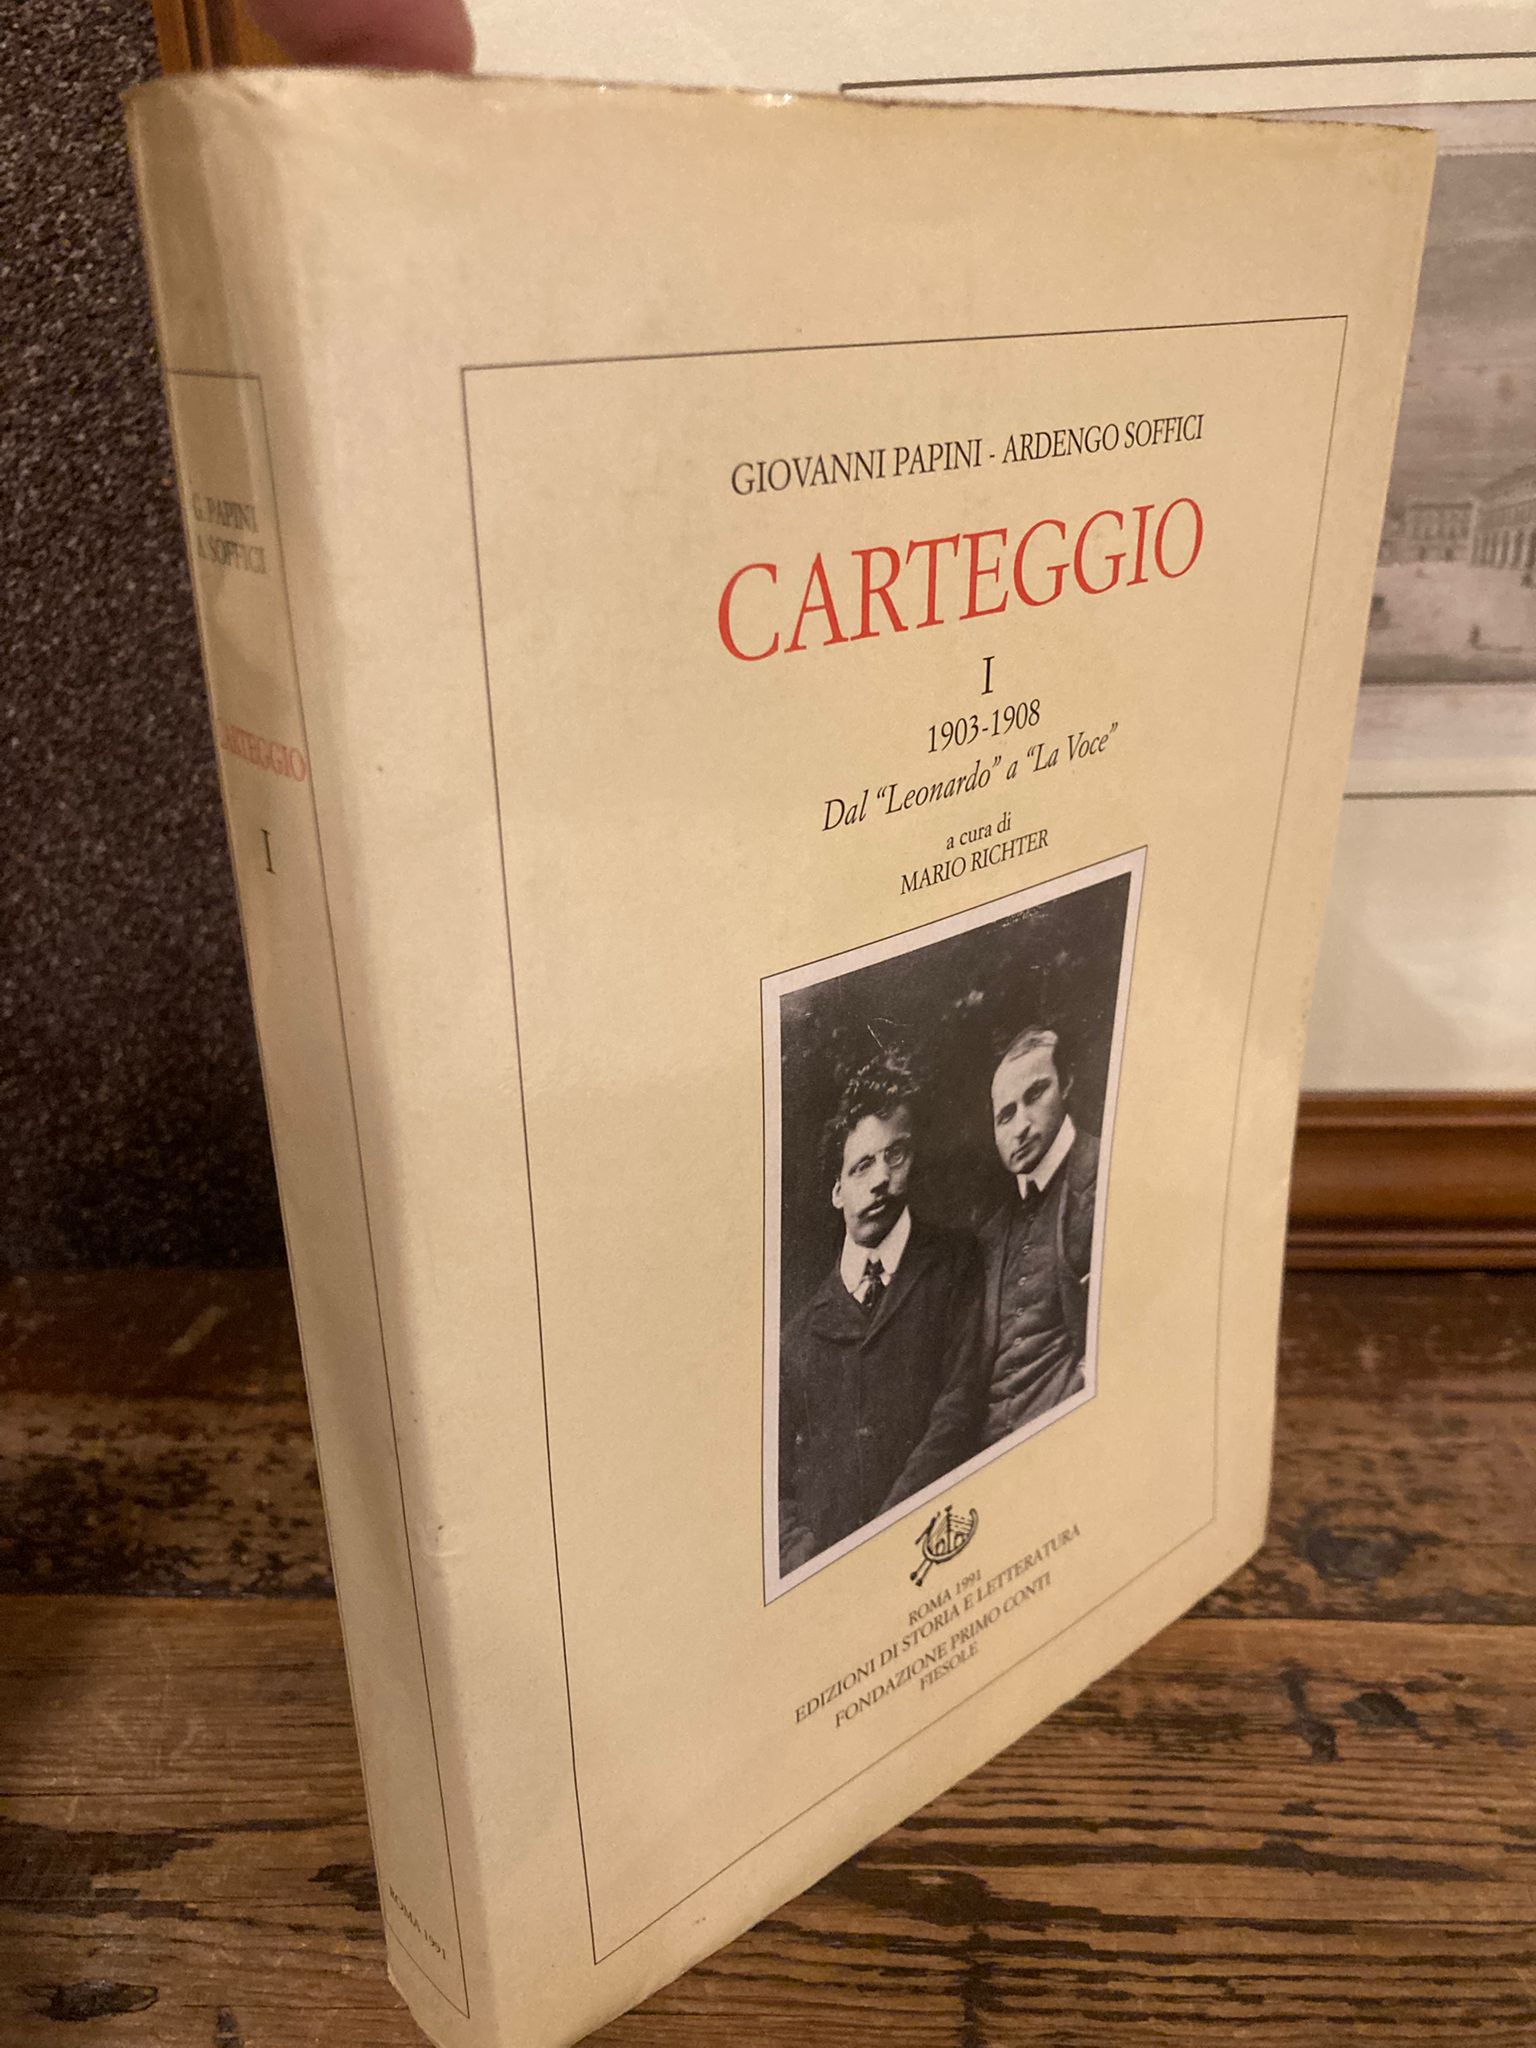 GIOVANNI PAPINI - ARDENGO SOFFICI
CARTEGGIO
I
1903-1908
Dal "Leonardo" a "La Voce"
a cura di
MARIO RICHTER
ROMA 1991
EDIZIONI DI STORIA E LETTERATURA
FONDAZIONE PRIMO CONTI
FIESOLE
G. PAPINI
A. SOFFICI
CARTEGGIO
I
ROMA 1991